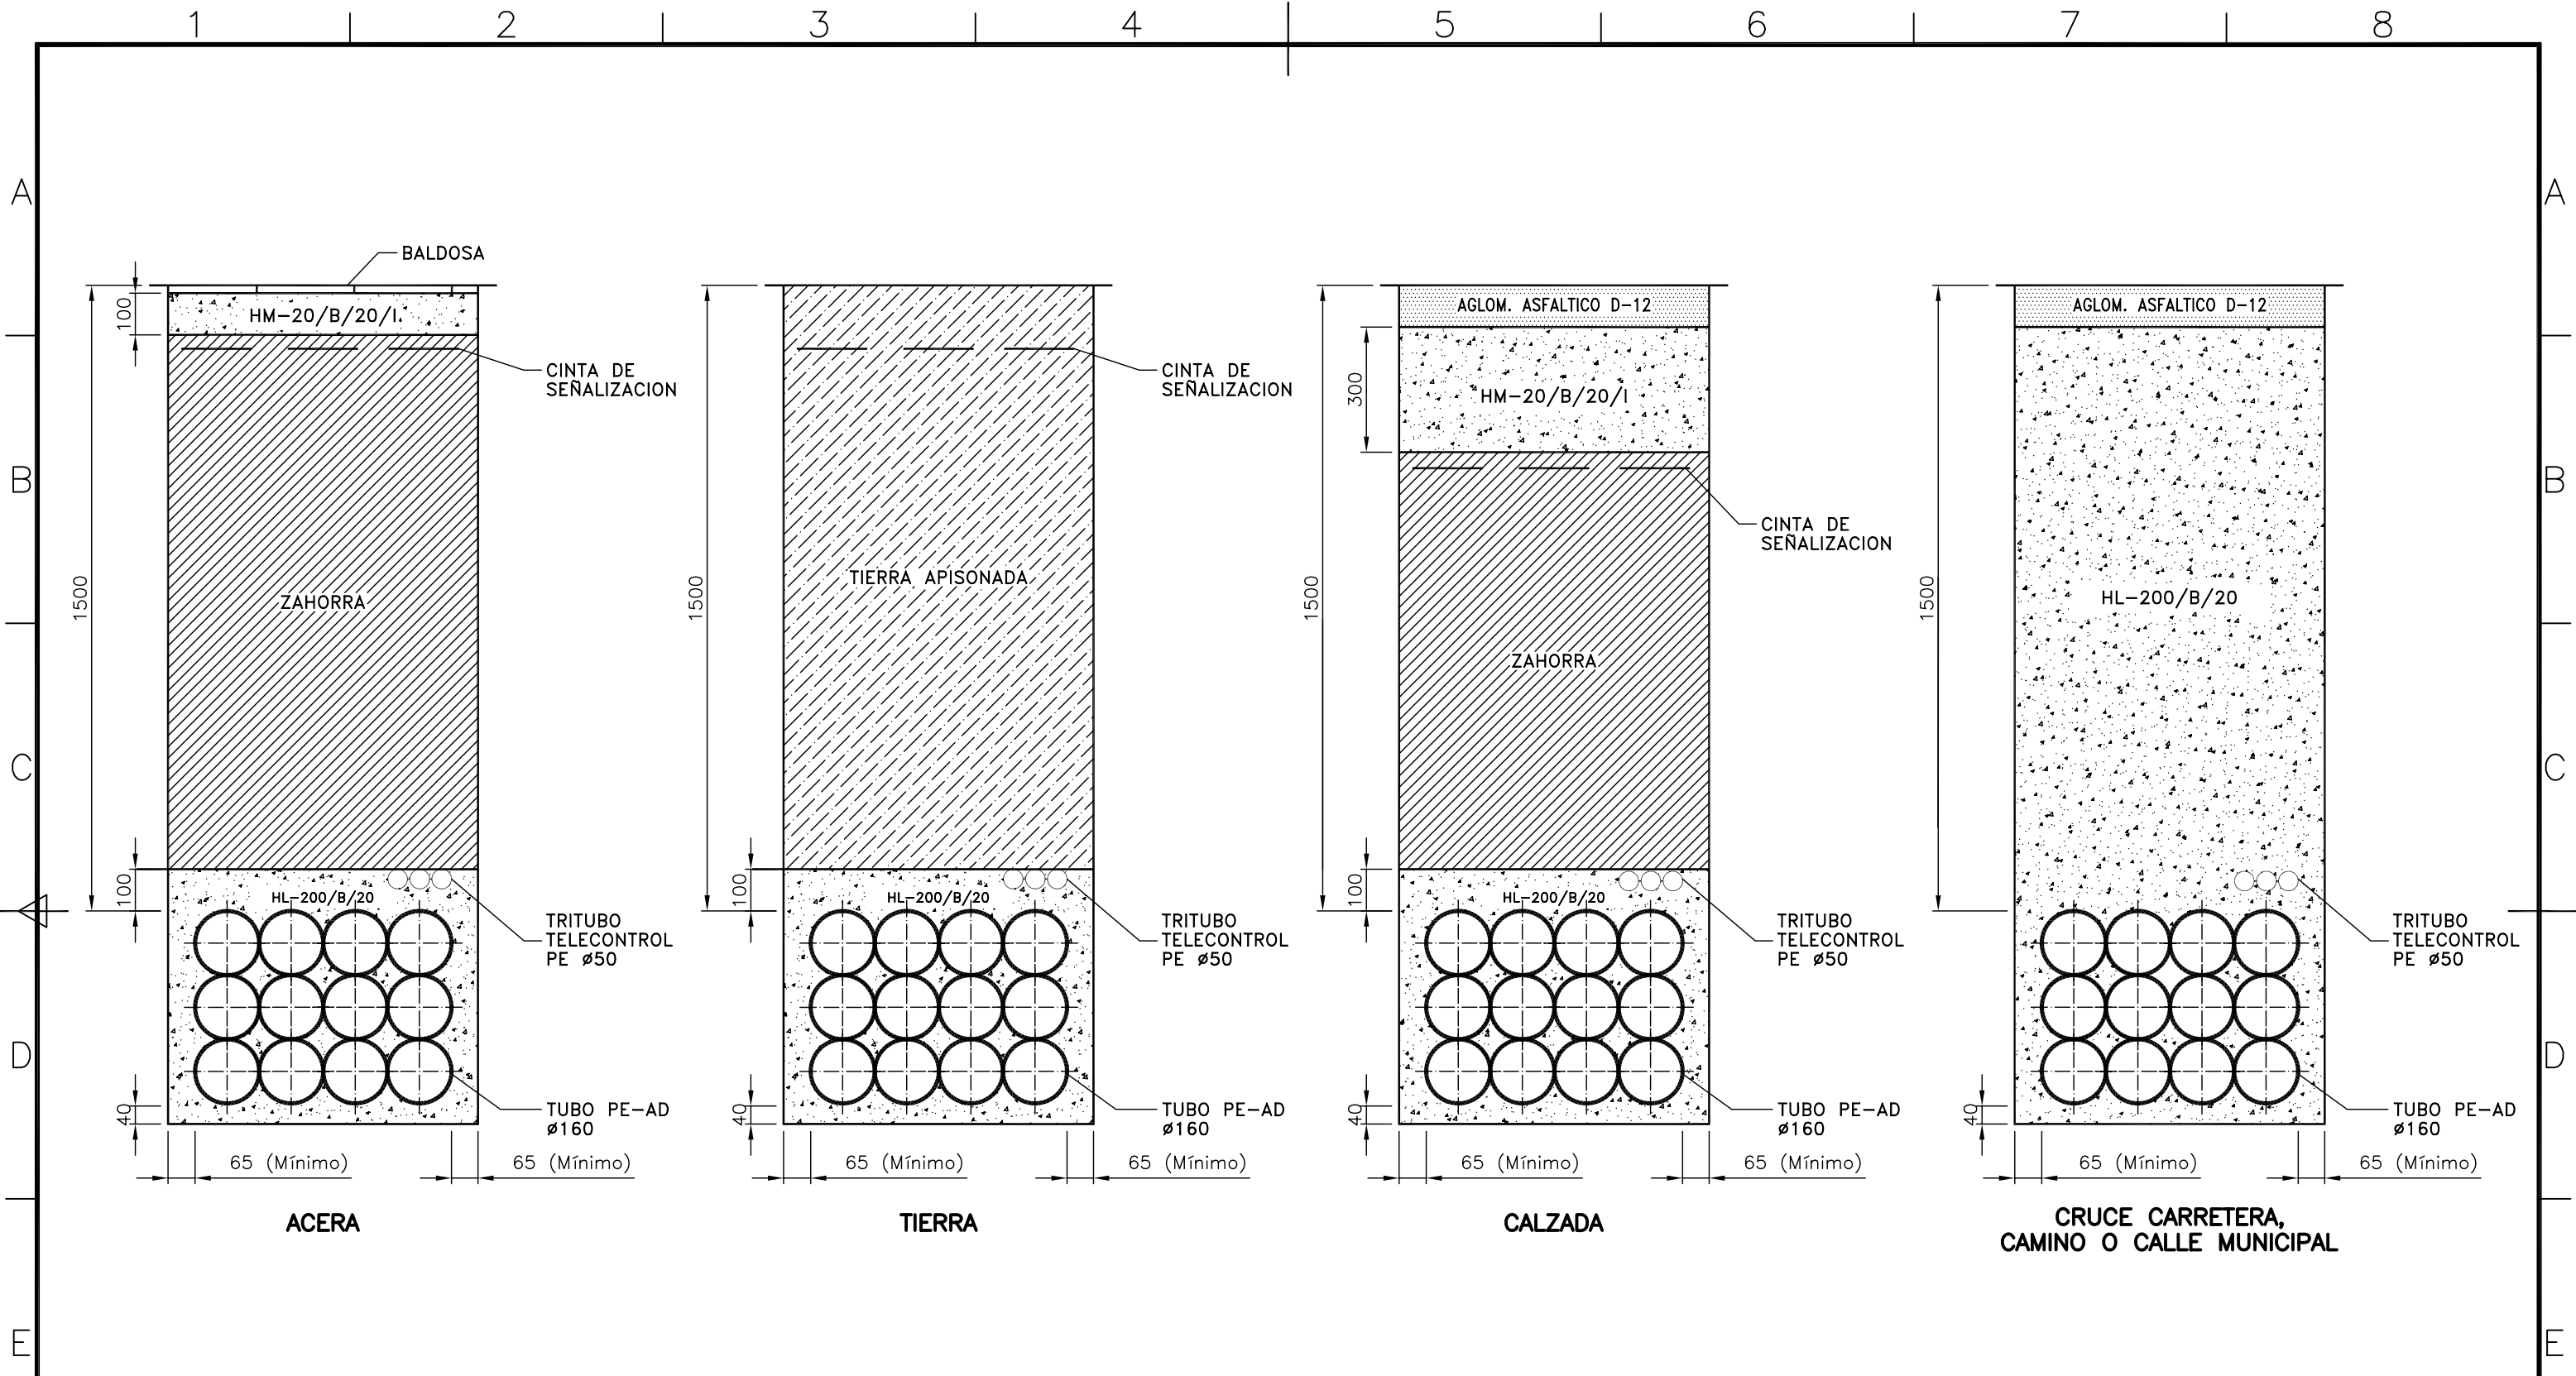 1 2 3 4 5 6 7 8
A
B
C
D
E
A
B
C
D
E
BALDOSA
100
HM-20/B/20/I
CINTA DE
SEÑALIZACION
1500
ZAHORRA
100
HL-200/B/20
TRITUBO
TELECONTROL
PE ø50
TUBO PE-AD
ø160
40
65 (Mínimo)
65 (Mínimo)
ACERA
CINTA DE
SEÑALIZACION
1500
TIERRA APISONADA
100
HL-200/B/20
TRITUBO
TELECONTROL
PE ø50
TUBO PE-AD
ø160
40
65 (Mínimo)
65 (Mínimo)
TIERRA
AGLOM. ASFALTICO D-12
300
HM-20/B/20/I
CINTA DE
SEÑALIZACION
1500
ZAHORRA
100
HL-200/B/20
TRITUBO
TELECONTROL
PE ø50
TUBO PE-AD
ø160
40
65 (Mínimo)
65 (Mínimo)
CALZADA
AGLOM. ASFALTICO D-12
1500
HL-200/B/20
TRITUBO
TELECONTROL
PE ø50
TUBO PE-AD
ø160
40
65 (Mínimo)
65 (Mínimo)
CRUCE CARRETERA,
CAMINO O CALLE MUNICIPAL